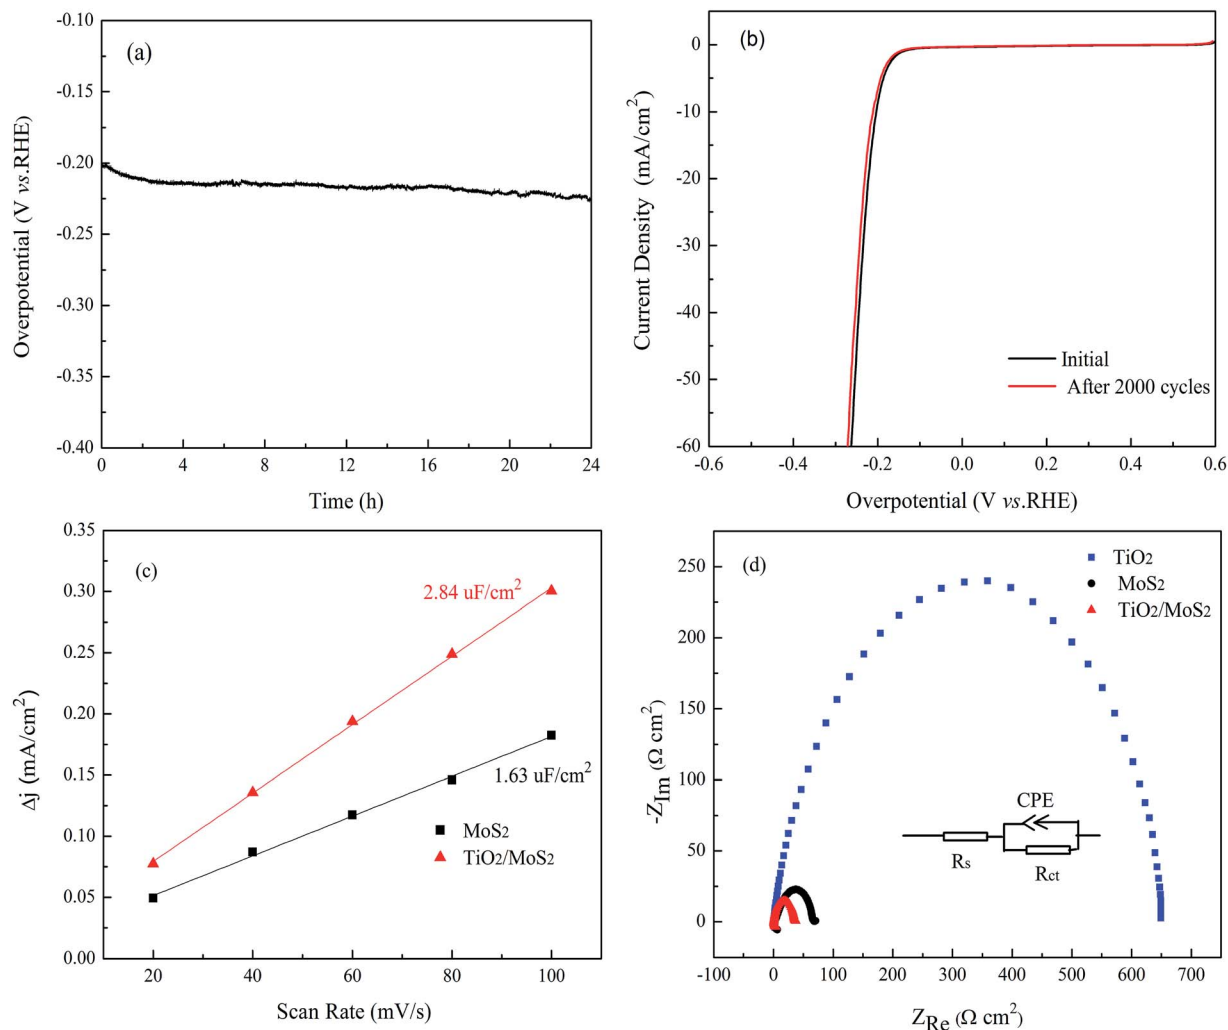 (a)
-0.10
-0.15
-0.20
-0.25
-0.30
-0.35
-0.40
Overpotential (V vs.RHE)
0 4 8 12 16 20 24
Time (h)
(b)
0
-10
-20
-30
-40
-50
-60
Current Density (mA/cm²)
Initial
After 2000 cycles
-0.6 -0.4 -0.2 0.0 0.2 0.4 0.6
Overpotential (V vs.RHE)
(c)
0.35
0.30
0.25
0.20
0.15
0.10
0.05
0.00
Δj (mA/cm²)
2.84 uF/cm²
1.63 uF/cm²
MoS₂
TiO₂/MoS₂
20 40 60 80 100
Scan Rate (mV/s)
(d)
TiO₂
MoS₂
TiO₂/MoS₂
250
200
150
100
50
0
-Z_Im (Ω cm²)
CPE
Rs
Rct
-100 0 100 200 300 400 500 600 700
Z_Re (Ω cm²)